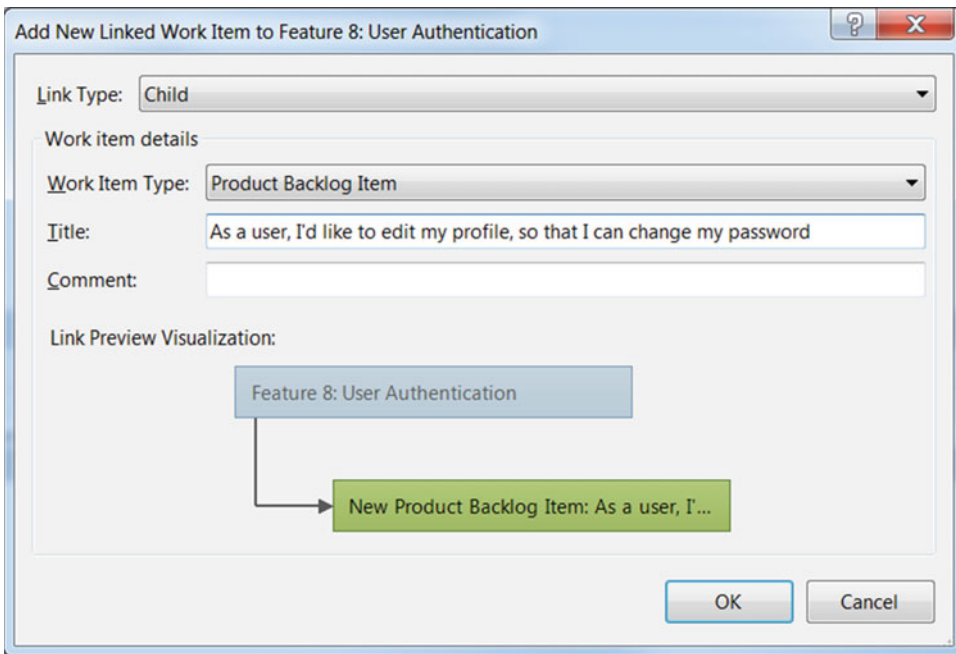 Add New Linked Work Item to Feature 8: User Authentication
?
X
Link Type: Child
Work item details
Work Item Type: Product Backlog Item
Title: As a user, I'd like to edit my profile, so that I can change my password
Comment:
Link Preview Visualization:
Feature 8: User Authentication
New Product Backlog Item: As a user, I'...
OK Cancel